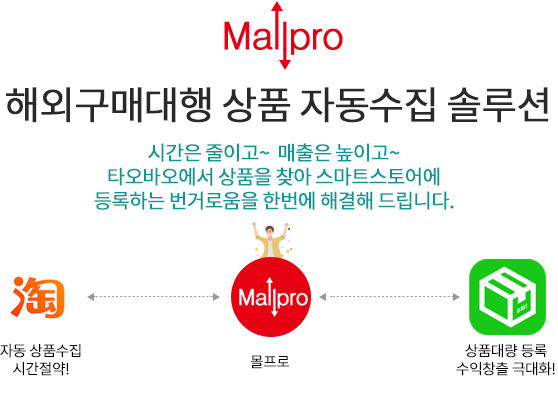 Mallpro
해외구매대행 상품 자동수집 솔루션
시간은 줄이고~ 매출은 높이고~
타오바오에서 상품을 찾아 스마트스토어에
등록하는 번거로움을 한번에 해결해 드립니다.
淘
Mallpro
자동 상품수집
시간절약!
몰프로
상품대량 등록
수익창출 극대화!